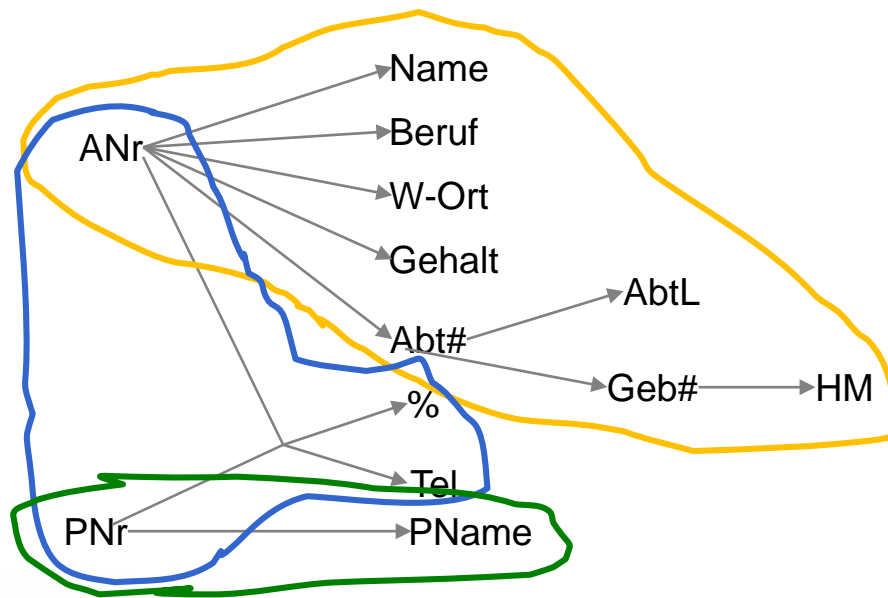 Name
ANr
Beruf
W-Ort
Gehalt
AbtL
Abt#
Geb# HM
%
Tel
PNr PName